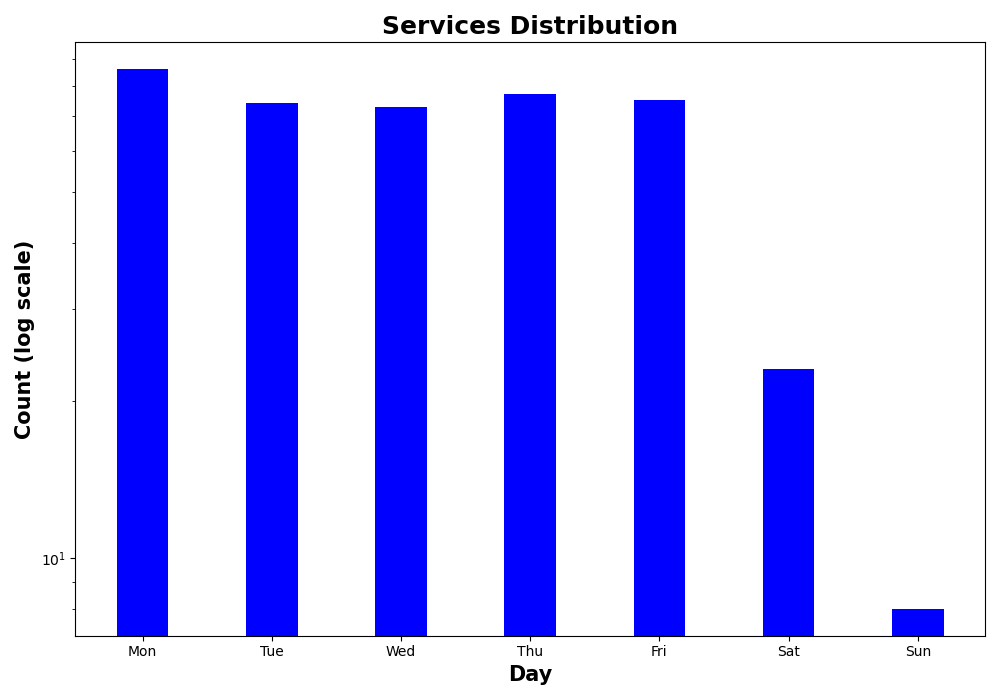 Services Distribution
Count (log scale)
10¹
Mon Tue Wed Thu Fri Sat Sun
Day